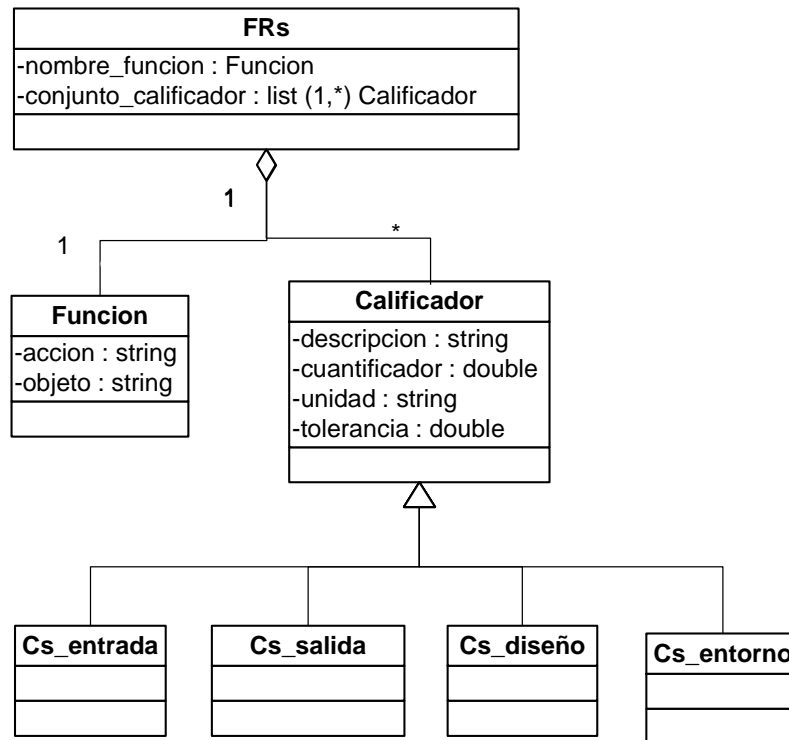 FRs
-nombre_funcion : Funcion
-conjunto_calificador : list (1,*) Calificador
1
1
*
Funcion
-accion : string
-objeto : string
Calificador
-descripcion : string
-cuantificador : double
-unidad : string
-tolerancia : double
Cs_entrada
Cs_salida
Cs_diseño
Cs_entorno